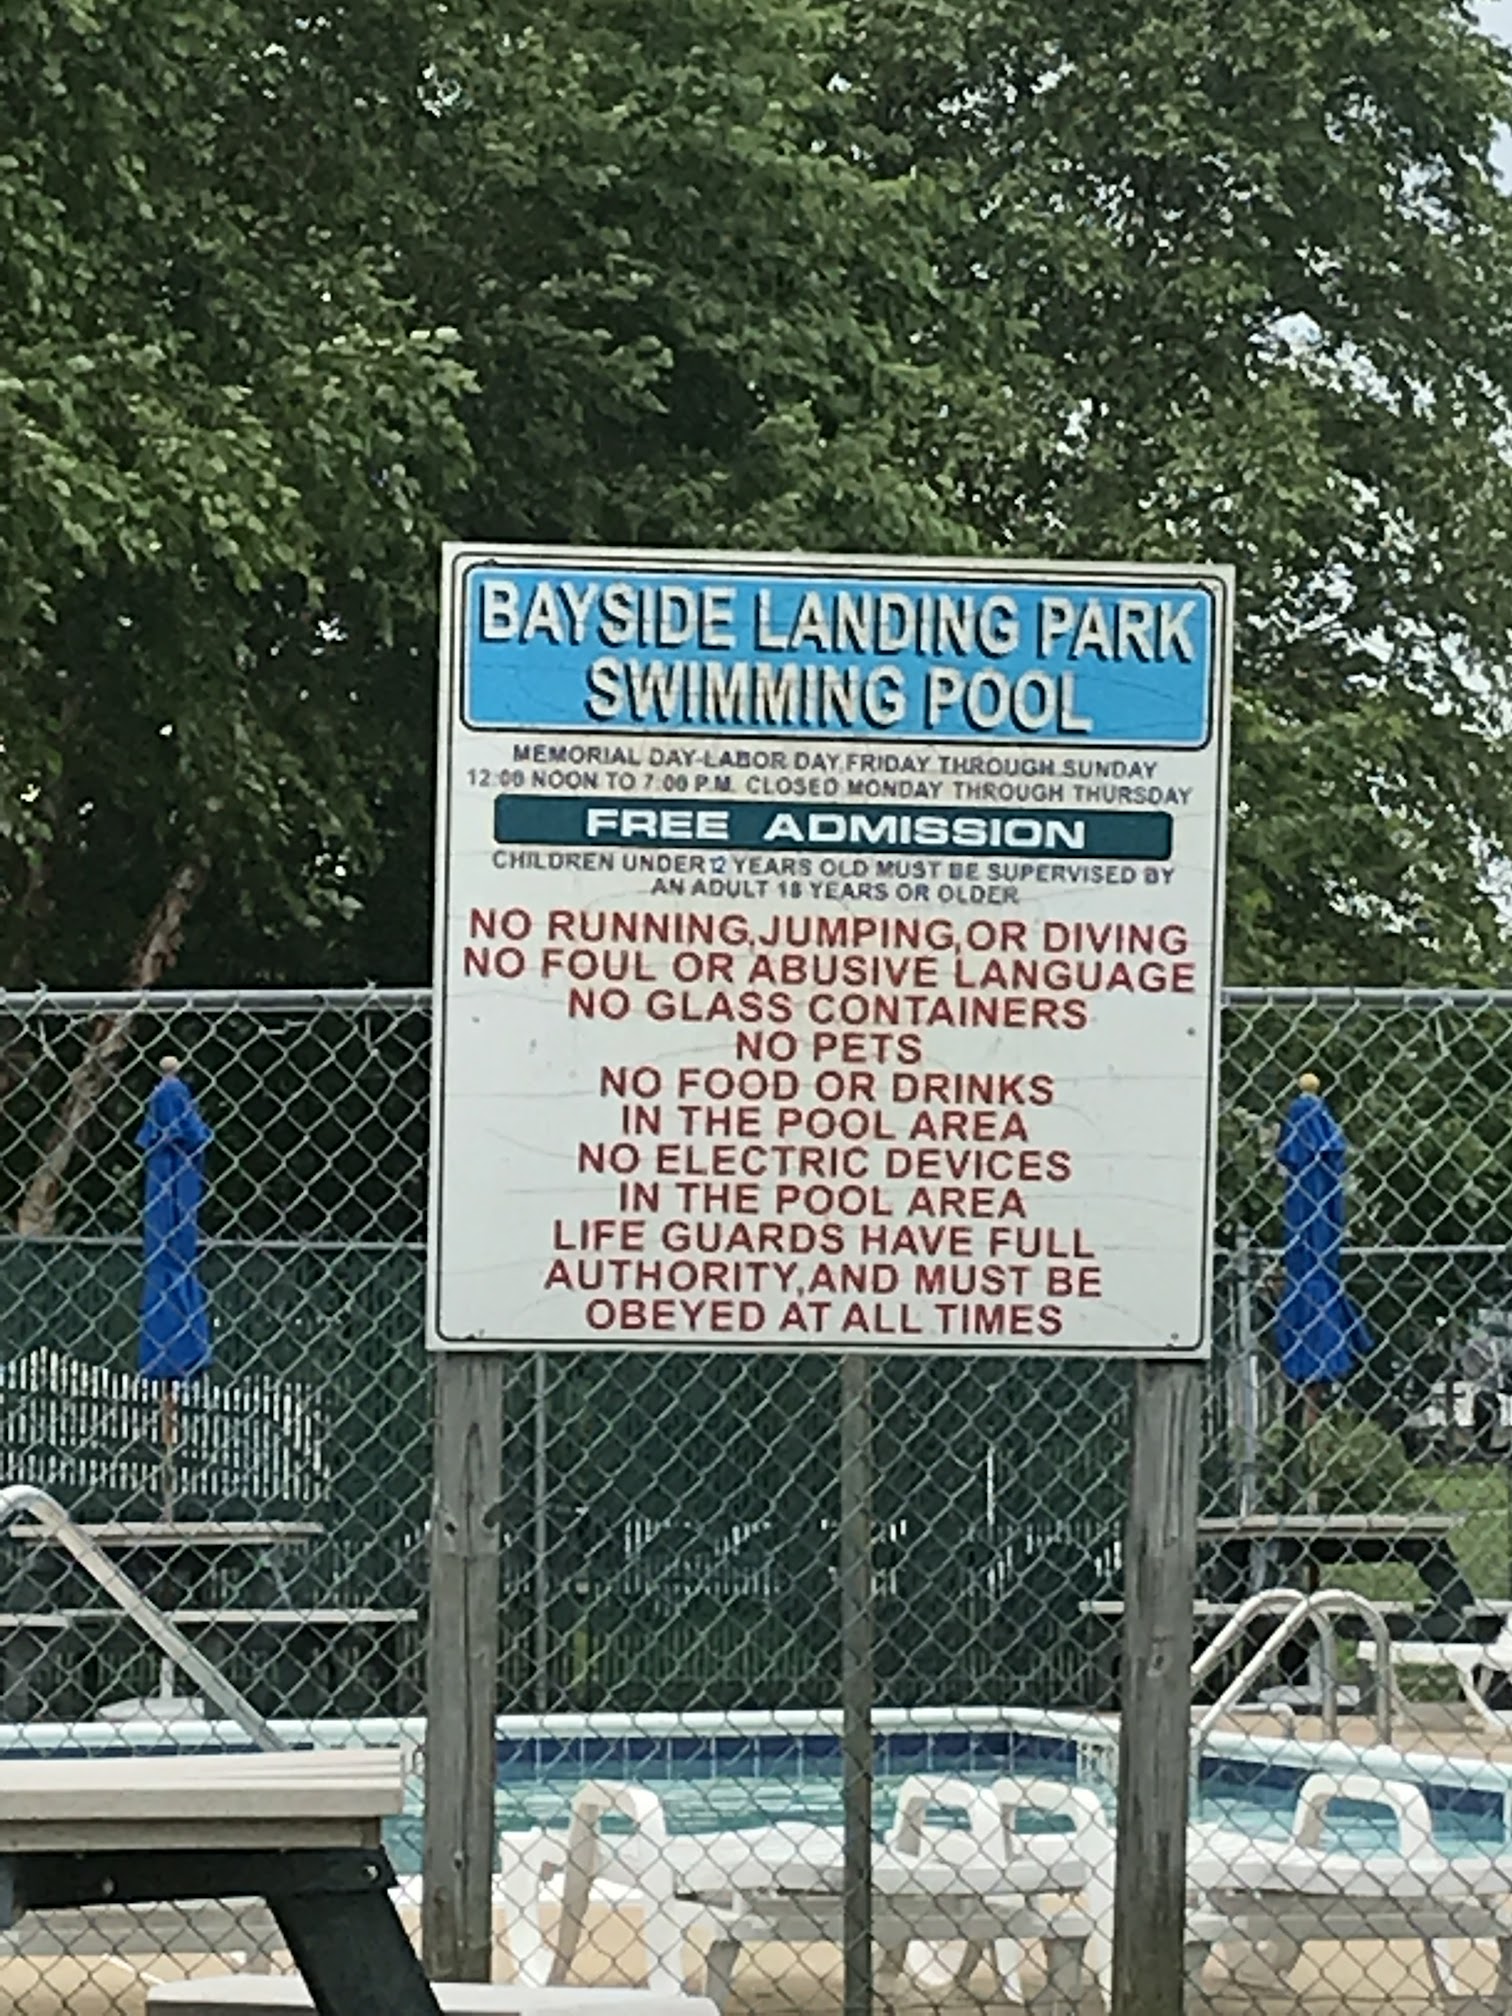 BAYSIDE LANDING PARK
SWIMMING POOL
MEMORIAL DAY-LABOR DAY, FRIDAY THROUGH SUNDAY
12:00 NOON TO 7:00 P.M. CLOSED MONDAY THROUGH THURSDAY
FREE ADMISSION
CHILDREN UNDER 12 YEARS OLD MUST BE SUPERVISED BY
AN ADULT 18 YEARS OR OLDER
NO RUNNING,JUMPING,OR DIVING
NO FOUL OR ABUSIVE LANGUAGE
NO GLASS CONTAINERS
NO PETS
NO FOOD OR DRINKS
IN THE POOL AREA
NO ELECTRIC DEVICES
IN THE POOL AREA
LIFE GUARDS HAVE FULL
AUTHORITY,AND MUST BE
OBEYED AT ALL TIMES